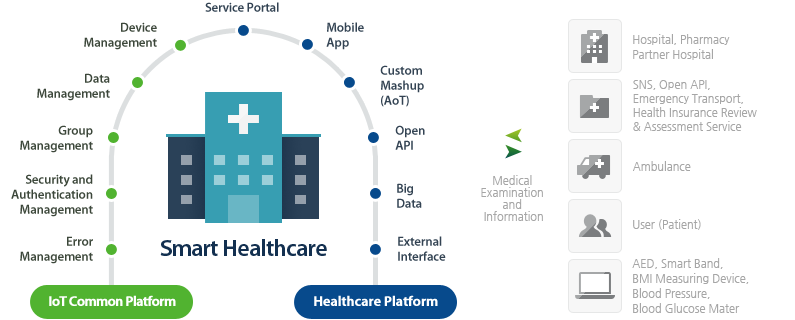 Service Portal
Device
Management
Mobile
App
Data
Management
Custom
Mashup
(AoT)
Group
Management
Open
API
Security and
Authentication
Management
Big
Data
Error
Management
External
Interface
Smart Healthcare
IoT Common Platform
Healthcare Platform
Medical
Examination
and
Information
Hospital, Pharmacy
Partner Hospital
SNS, Open API,
Emergency Transport,
Health Insurance Review
& Assessment Service
Ambulance
User (Patient)
AED, Smart Band,
BMI Measuring Device,
Blood Pressure,
Blood Glucose Mater